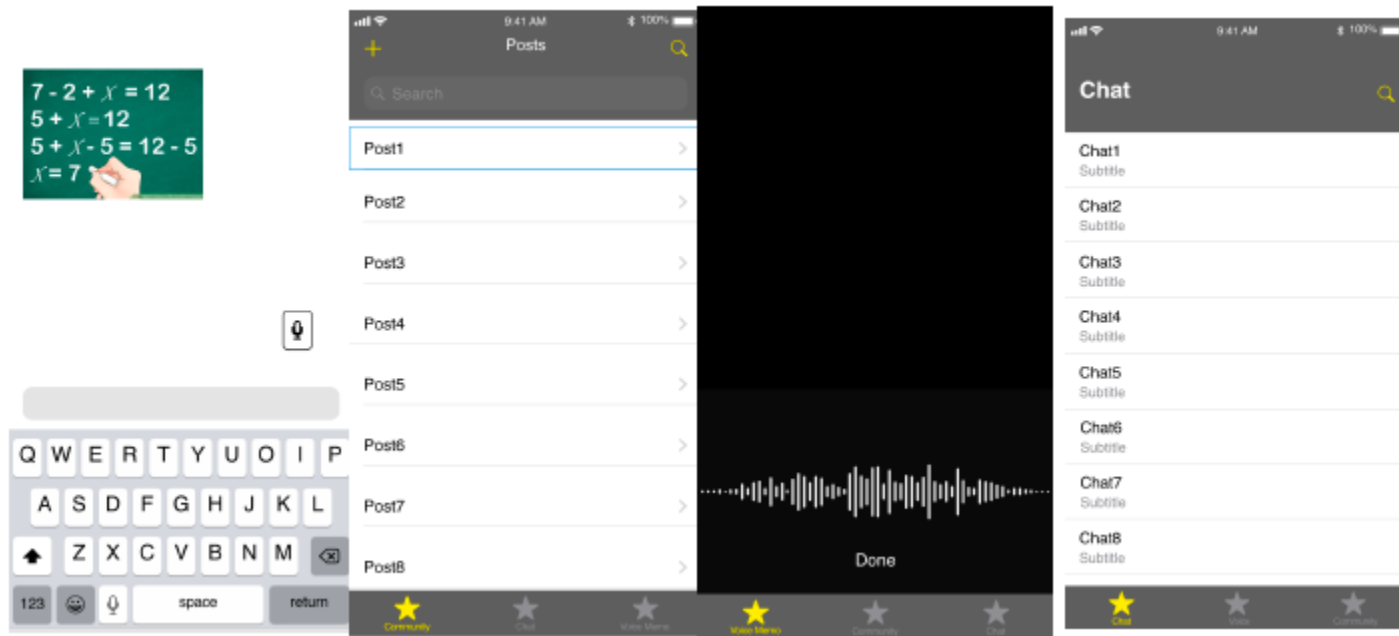 7 - 2 + x = 12
5 + x = 12
5 + x - 5 = 12 - 5
x = 7
Q W E R T Y U O I P
A S D F G H J K L
Z X C V B N M
123 space return
9:41 AM 100%
Posts
Search
Post1
Post2
Post3
Post4
Post5
Post6
Post7
Post8
Community Chat Voice Memo
Done
Voice Memo Community Chat
9:41 AM 100%
Chat
Chat1
Subtitle
Chat2
Subtitle
Chat3
Subtitle
Chat4
Subtitle
Chat5
Subtitle
Chat6
Subtitle
Chat7
Subtitle
Chat8
Subtitle
Chat Voice Community